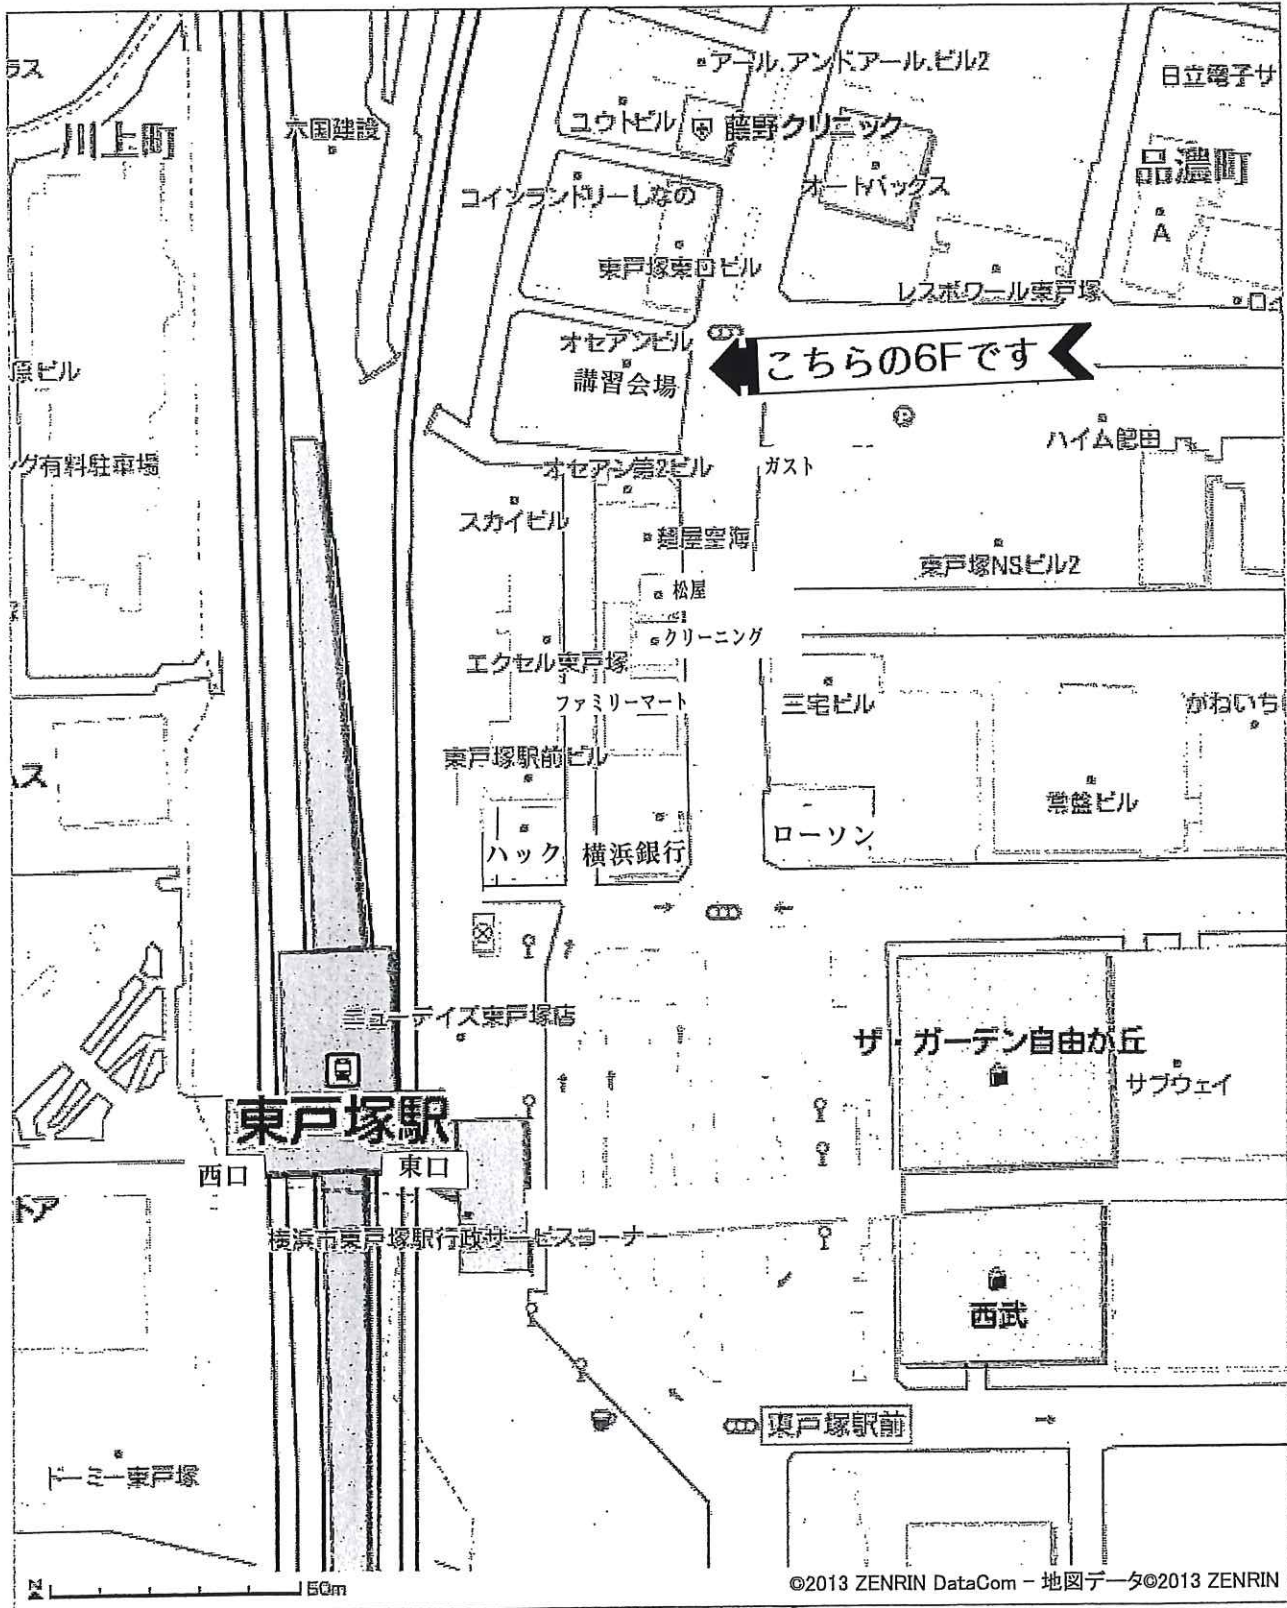 ラス
アール.アンド.アール.ビル2
日立電子サ
川上町
六国建設
ユウトビル
藤野クリニック
品濃町
コインランドリーしなの
オートバックス
A
東戸塚東口ビル
レスポワール東戸塚
オセアンビル
講習会場
こちらの6Fです
原ビル
P
ハイム肥田
グ有料駐車場
オセアン第2ビル
ガスト
スカイビル
麺屋空海
東戸塚NSビル2
松屋
クリーニング
エクセル東戸塚
ファミリーマート
三宅ビル
かねいち
東戸塚駅前ビル
ハス
常盤ビル
ハック
横浜銀行
ローソン
ニューデイズ東戸塚店
ザ・ガーデン自由が丘
サブウェイ
東戸塚駅
西口
東口
ドア
横浜市東戸塚駅行政サービスコーナー
西武
東戸塚駅前
ドーミー東戸塚
N
50m
©2013 ZENRIN DataCom - 地図データ©2013 ZENRIN